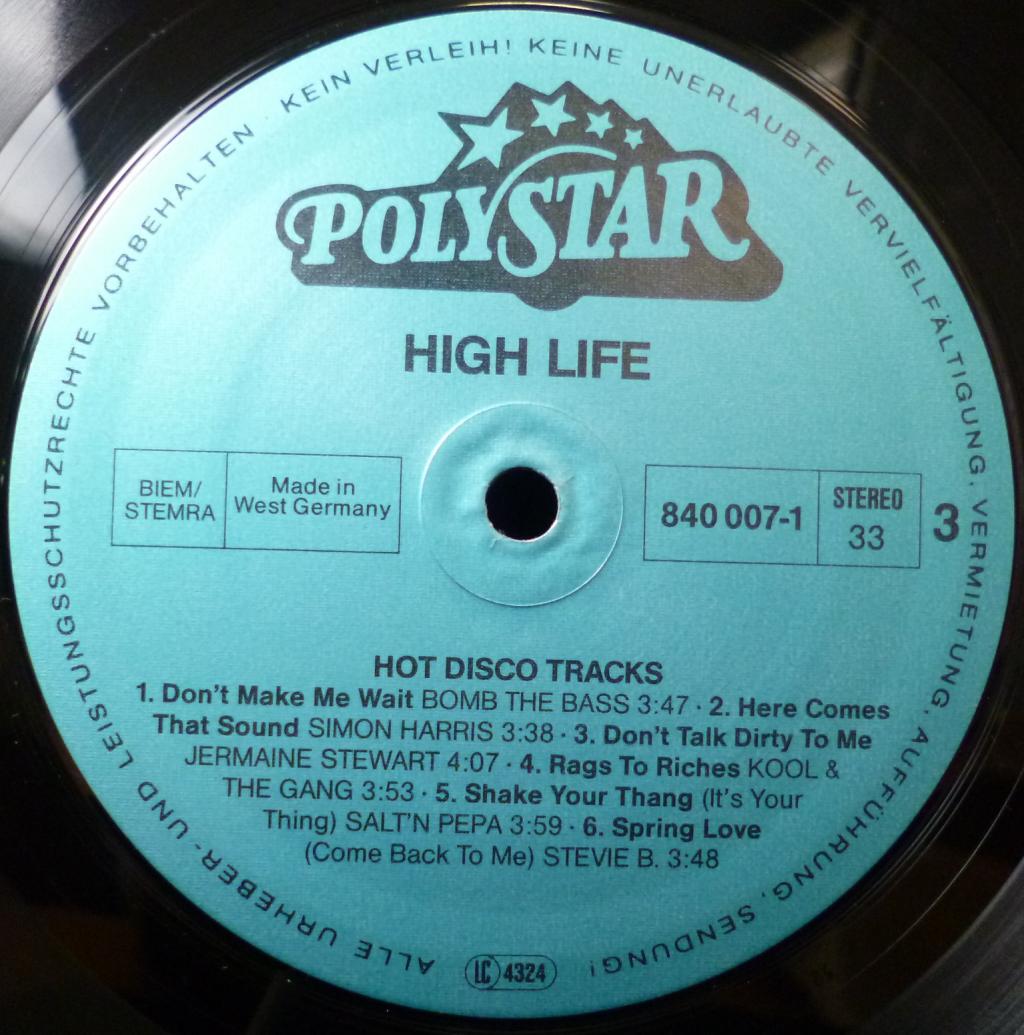 ALLE URHEBER- UND LEISTUNGSSCHUTZRECHTE VORBEHALTEN KEIN VERLEIH! KEINE UNERLAUBTE VERVIELFÄLTIGUNG, VERMIETUNG, AUFFÜHRUNG, SENDUNG!
POLYSTAR
HIGH LIFE
BIEM/
STEMRA
Made in
West Germany
840 007-1
STEREO
33
3
HOT DISCO TRACKS
1. Don't Make Me Wait BOMB THE BASS 3:47 · 2. Here Comes
That Sound SIMON HARRIS 3:38 · 3. Don't Talk Dirty To Me
JERMAINE STEWART 4:07 · 4. Rags To Riches KOOL &
THE GANG 3:53 · 5. Shake Your Thang (It's Your
Thing) SALT'N PEPA 3:59 · 6. Spring Love
(Come Back To Me) STEVIE B. 3:48
LC 4324